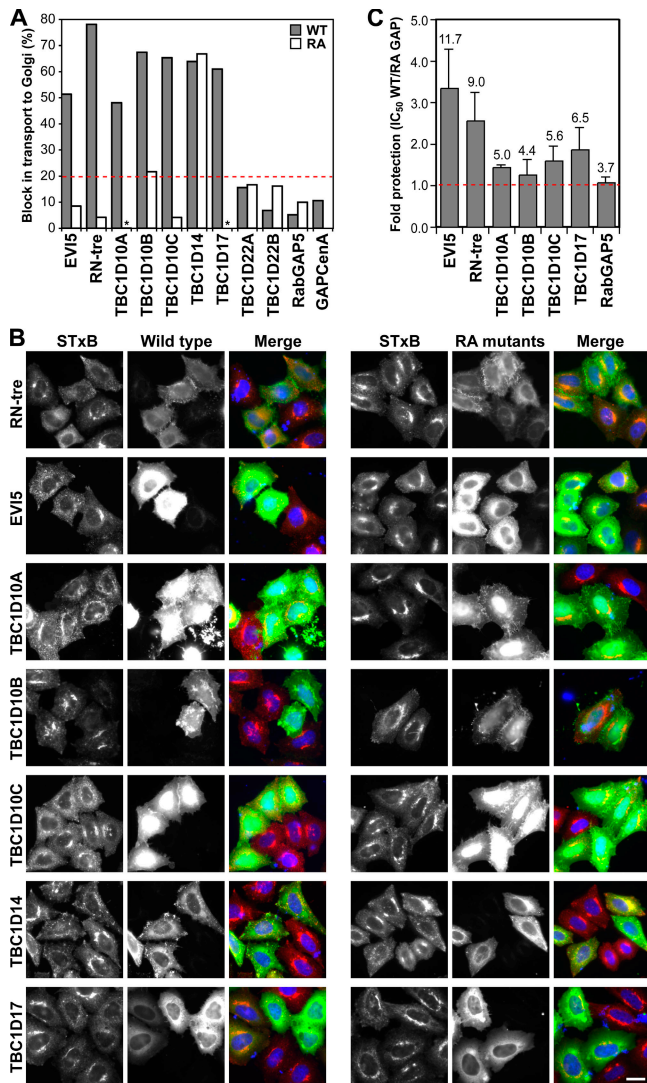 A
Block in transport to Golgi (%)
80
70
60
50
40
30
20
10
0
WT
RA
*
*
EVI5
RN-tre
TBC1D10A
TBC1D10B
TBC1D10C
TBC1D14
TBC1D17
TBC1D22A
TBC1D22B
RabGAP5
GAPCenA
C
Fold protection (IC50 WT/RA GAP)
5.0
4.0
3.0
2.0
1.0
0.0
11.7
9.0
5.0
4.4
5.6
6.5
3.7
EVI5
RN-tre
TBC1D10A
TBC1D10B
TBC1D10C
TBC1D17
RabGAP5
B
STxB Wild type Merge STxB RA mutants Merge
RN-tre
EVI5
TBC1D10A
TBC1D10B
TBC1D10C
TBC1D14
TBC1D17